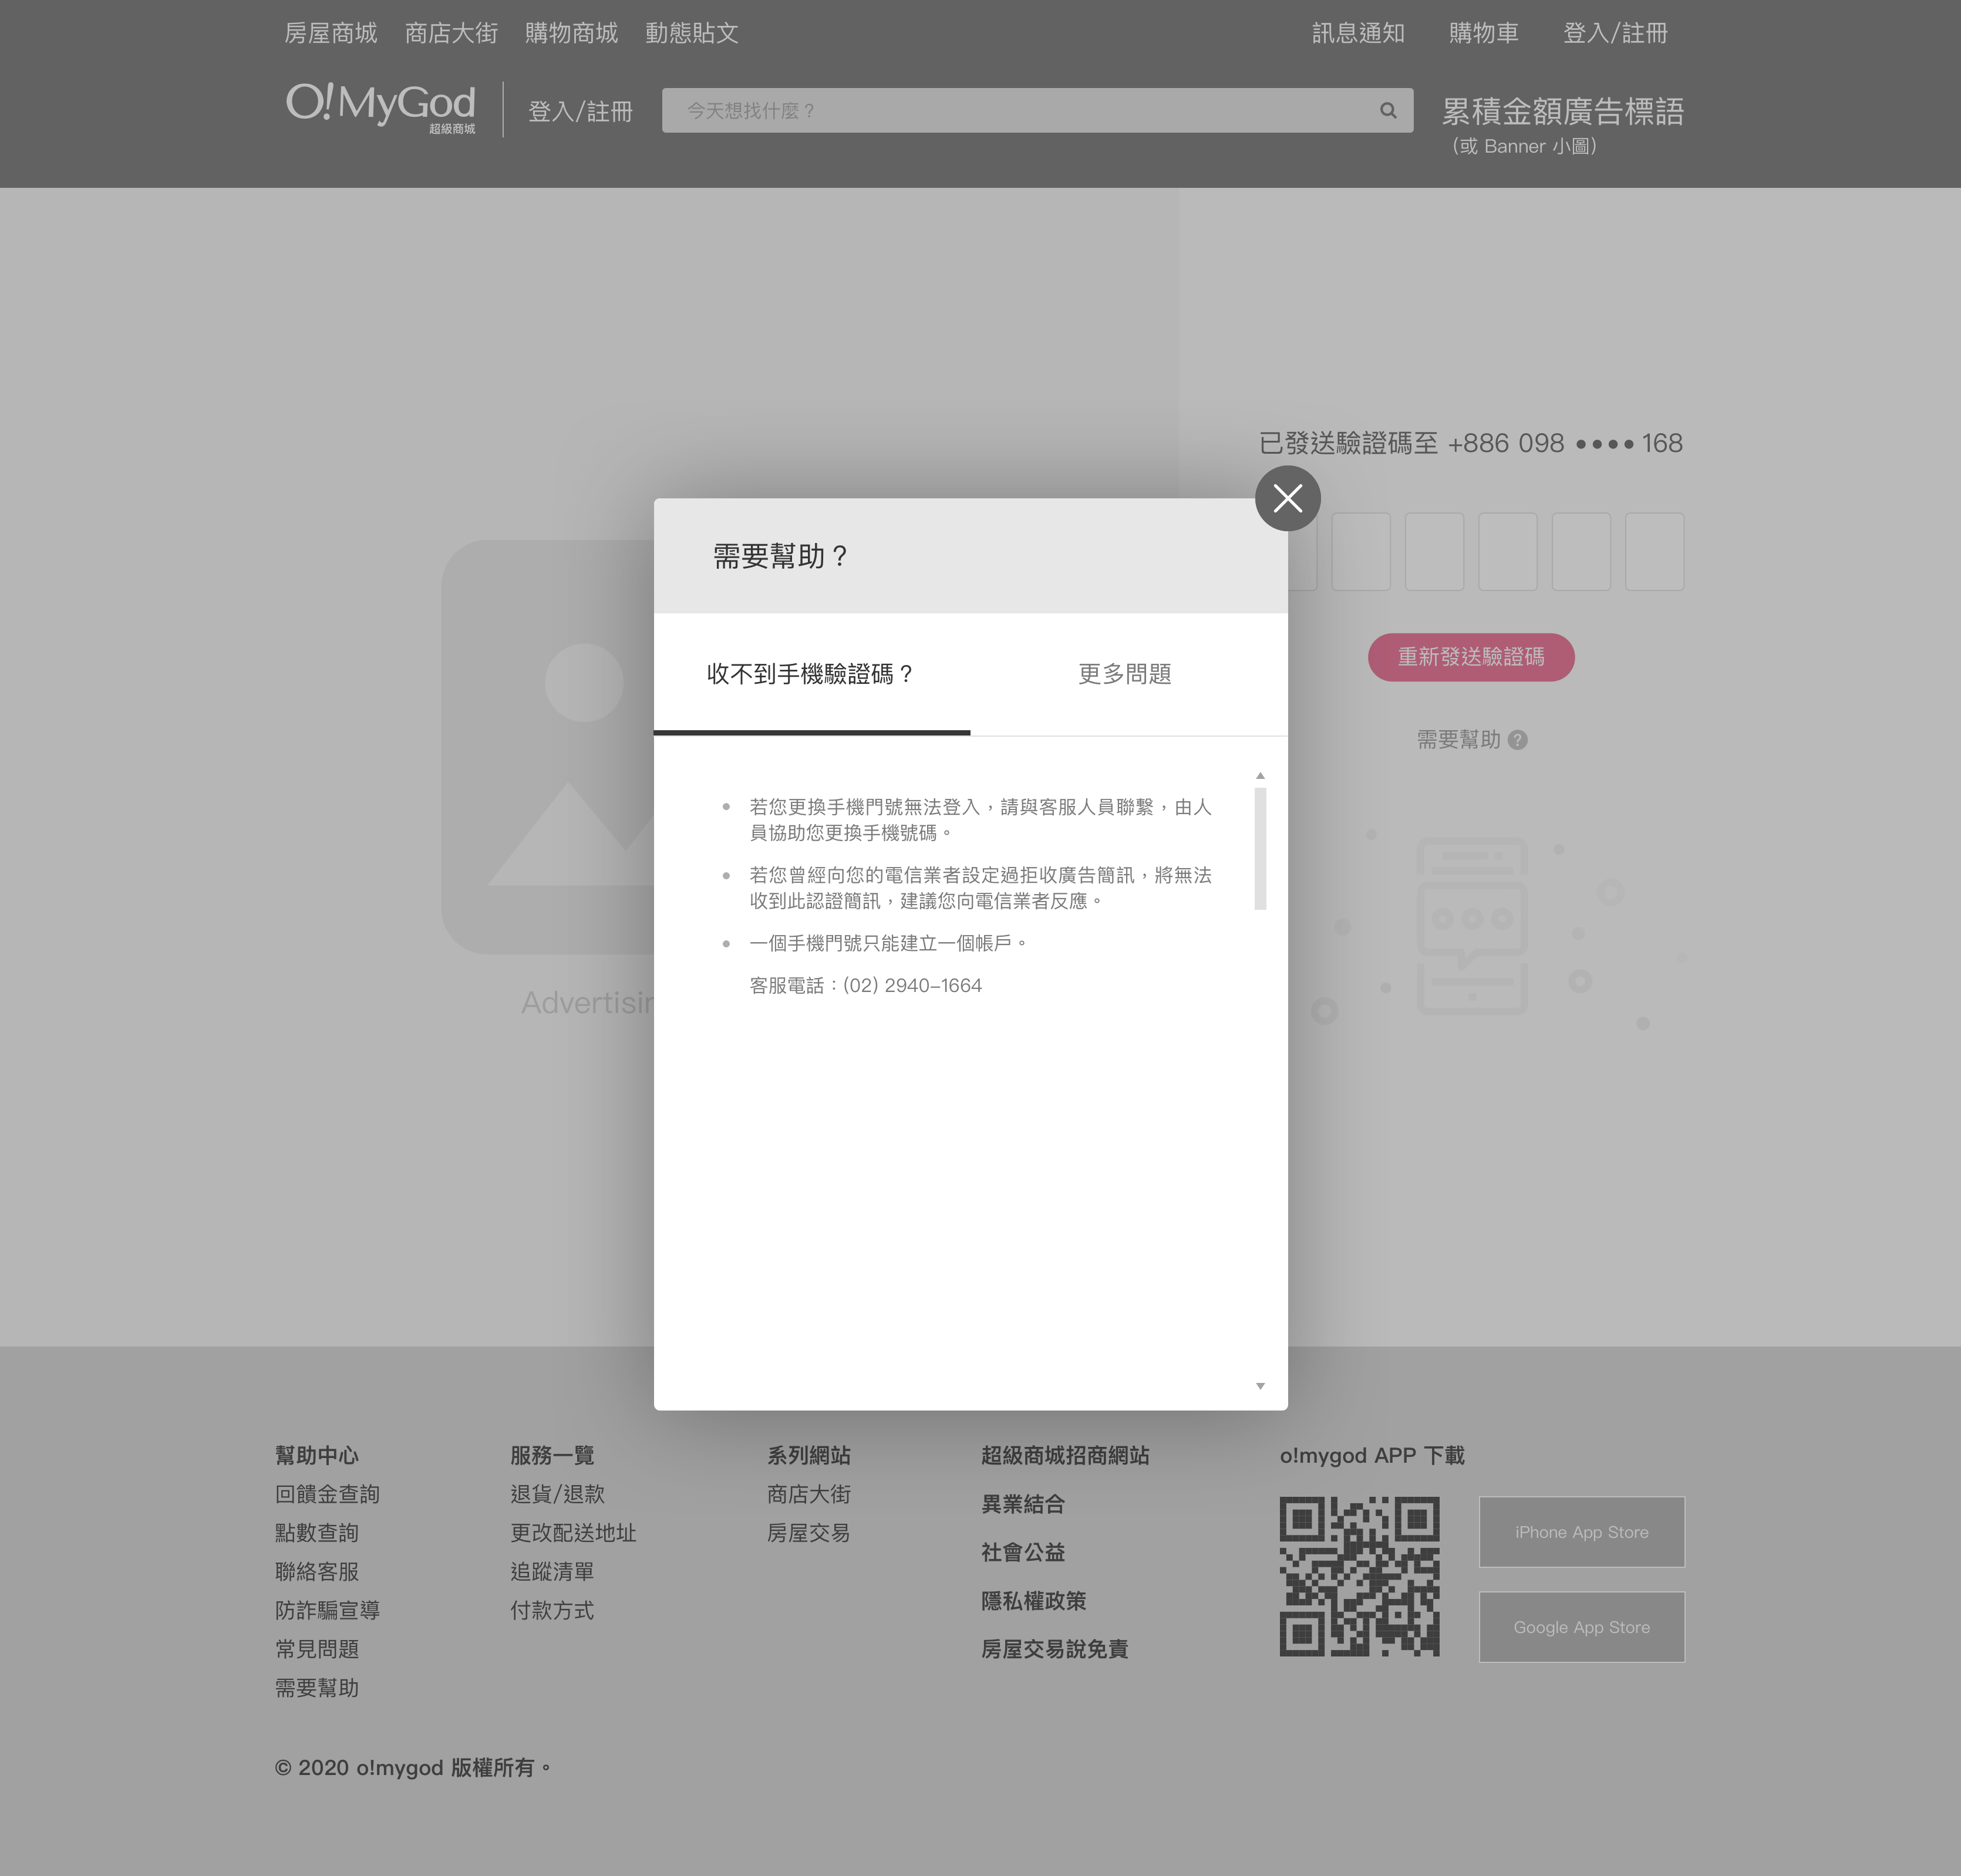 房屋商城 商店大街 購物商城 動態貼文 訊息通知 購物車 登入/註冊
O!MyGod
超級商城
登入/註冊
今天想找什麼？
累積金額廣告標語
(或 Banner 小圖)
已發送驗證碼至 +886 098 •••• 168
重新發送驗證碼
需要幫助 ?
需要幫助？
收不到手機驗證碼？ 更多問題
• 若您更換手機門號無法登入，請與客服人員聯繫，由人
員協助您更換手機號碼。
• 若您曾經向您的電信業者設定過拒收廣告簡訊，將無法
收到此認證簡訊，建議您向電信業者反應。
• 一個手機門號只能建立一個帳戶。
客服電話：(02) 2940-1664
幫助中心
回饋金查詢
點數查詢
聯絡客服
防詐騙宣導
常見問題
需要幫助
服務一覽
退貨/退款
更改配送地址
追蹤清單
付款方式
系列網站
商店大街
房屋交易
超級商城招商網站
異業結合
社會公益
隱私權政策
房屋交易說免責
o!mygod APP 下載
iPhone App Store
Google App Store
© 2020 o!mygod 版權所有。